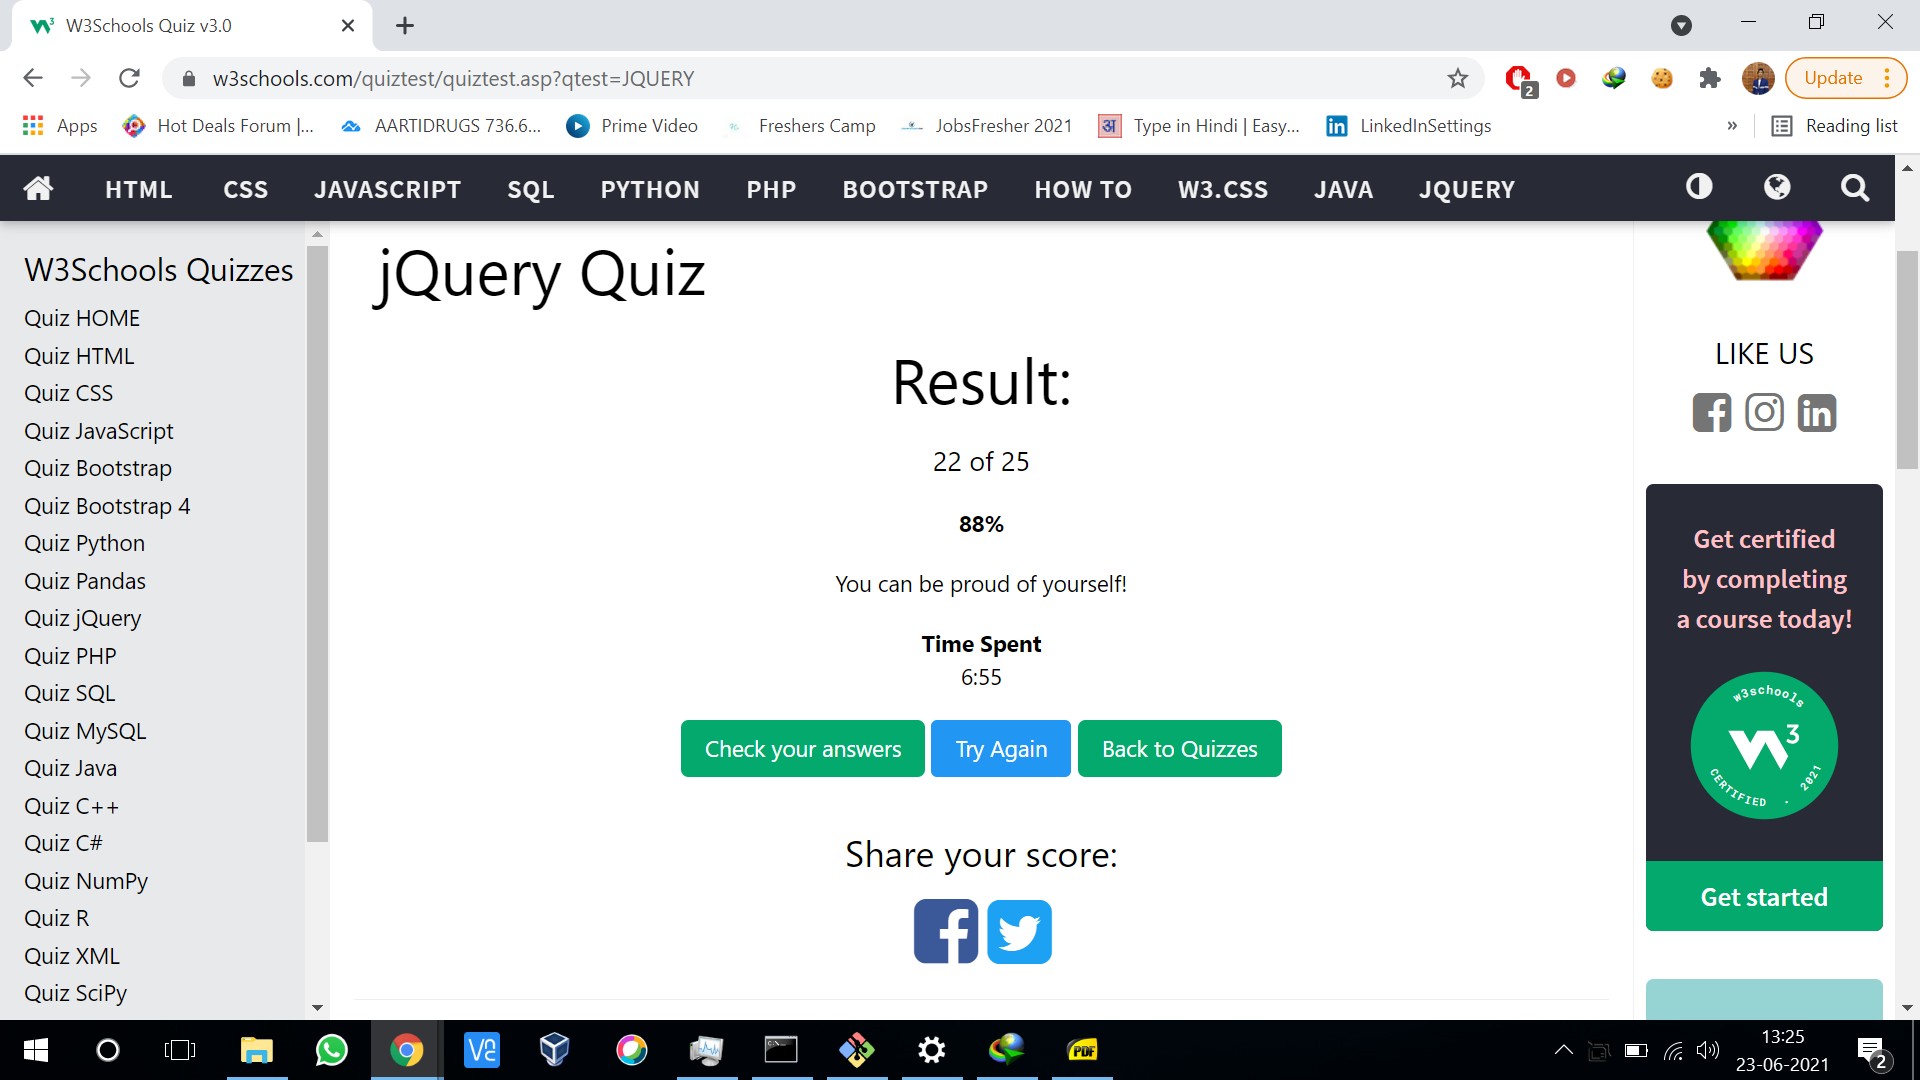 W3Schools Quiz v3.0
w3schools.com/quiztest/quiztest.asp?qtest=JQUERY
2
Update
Apps
Hot Deals Forum |...
AARTIDRUGS 736.6...
Prime Video
Freshers Camp
JobsFresher 2021
Type in Hindi | Easy...
LinkedInSettings
»
Reading list
HTML CSS JAVASCRIPT SQL PYTHON PHP BOOTSTRAP HOW TO W3.CSS JAVA JQUERY
W3Schools Quizzes
Quiz HOME
Quiz HTML
Quiz CSS
Quiz JavaScript
Quiz Bootstrap
Quiz Bootstrap 4
Quiz Python
Quiz Pandas
Quiz jQuery
Quiz PHP
Quiz SQL
Quiz MySQL
Quiz Java
Quiz C++
Quiz C#
Quiz NumPy
Quiz R
Quiz XML
Quiz SciPy
jQuery Quiz
Result:
22 of 25
88%
You can be proud of yourself!
Time Spent
6:55
Check your answers
Try Again
Back to Quizzes
Share your score:
LIKE US
Get certified
by completing
a course today!
w3schools
W3
CERTIFIED . 2021
Get started
PDF
13:25
23-06-2021
2